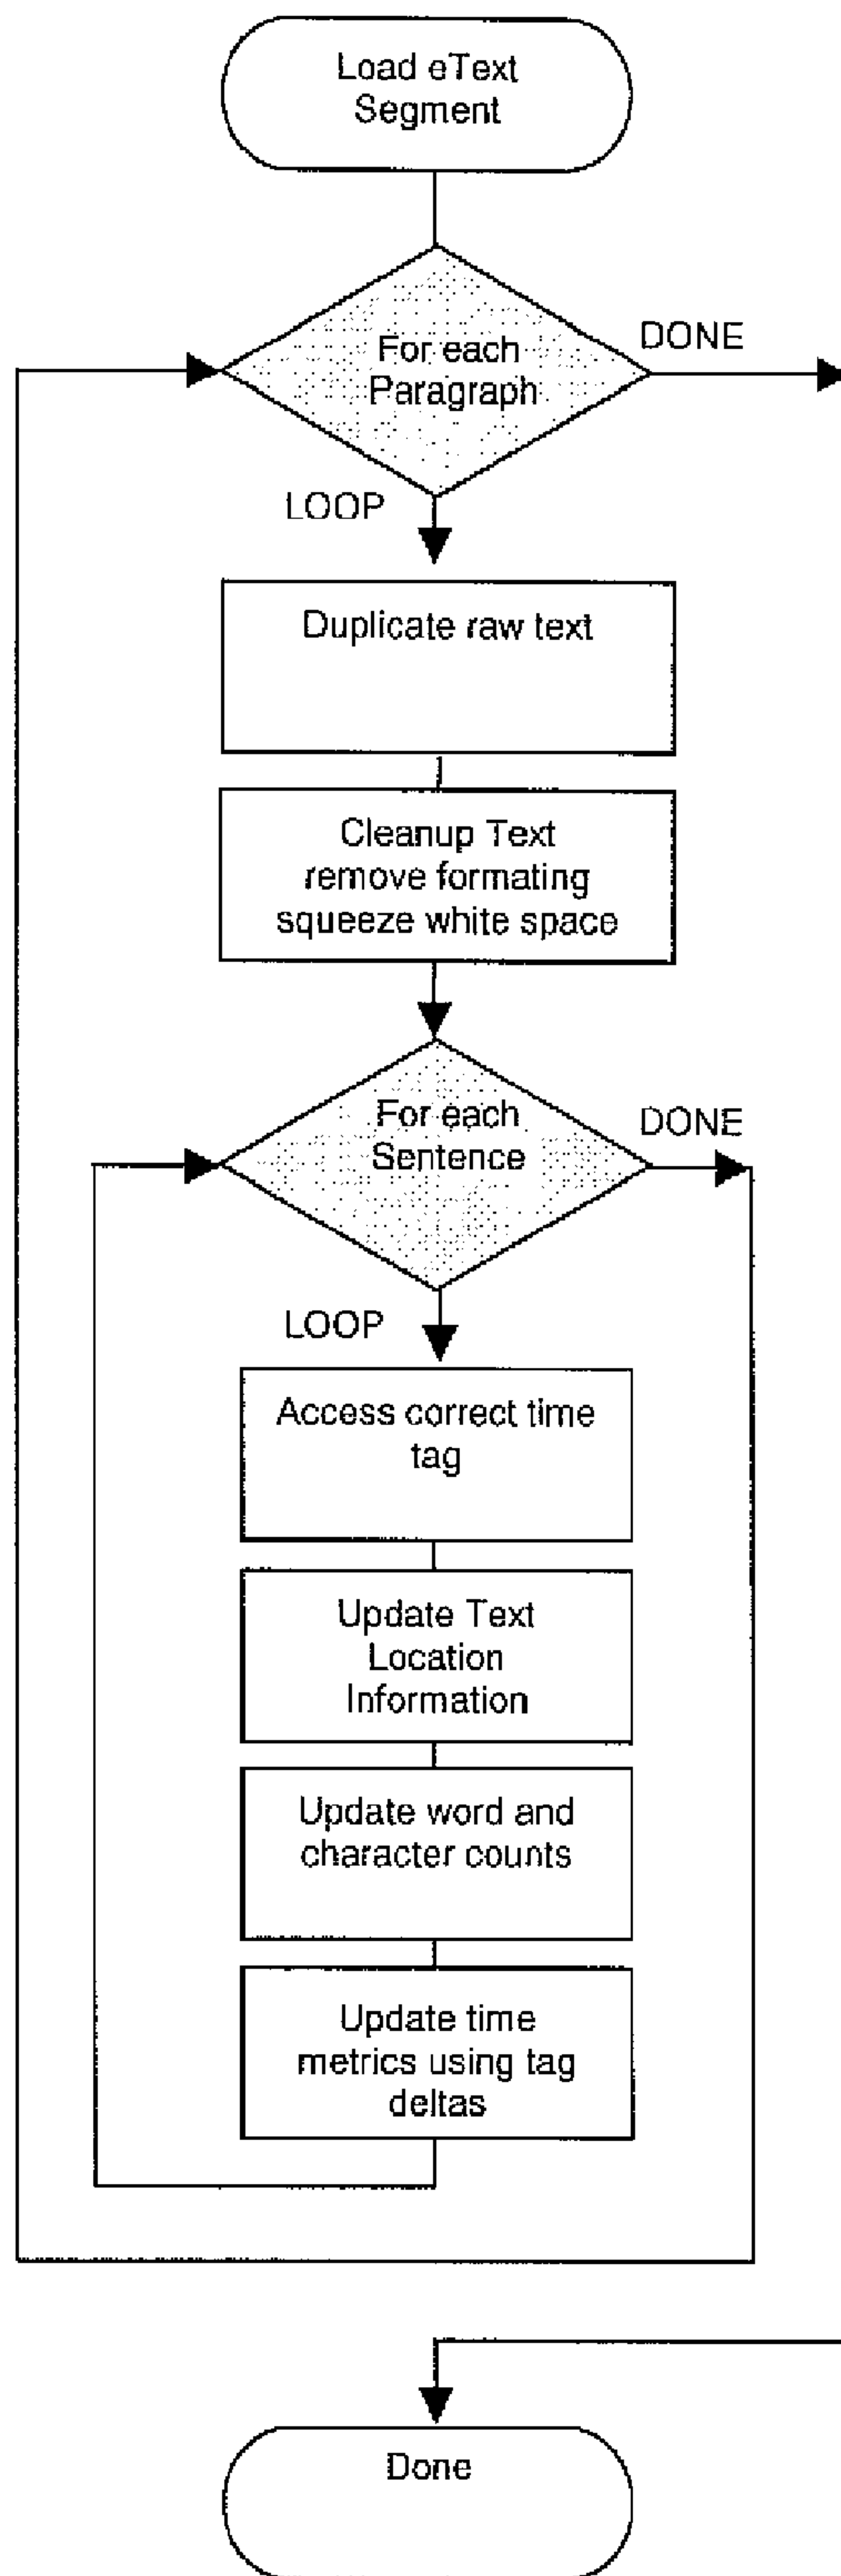 Load eText
Segment
For each
Paragraph
DONE
LOOP
Duplicate raw text
Cleanup Text
remove formating
squeeze white space
For each
Sentence
DONE
LOOP
Access correct time
tag
Update Text
Location
Information
Update word and
character counts
Update time
metrics using tag
deltas
Done